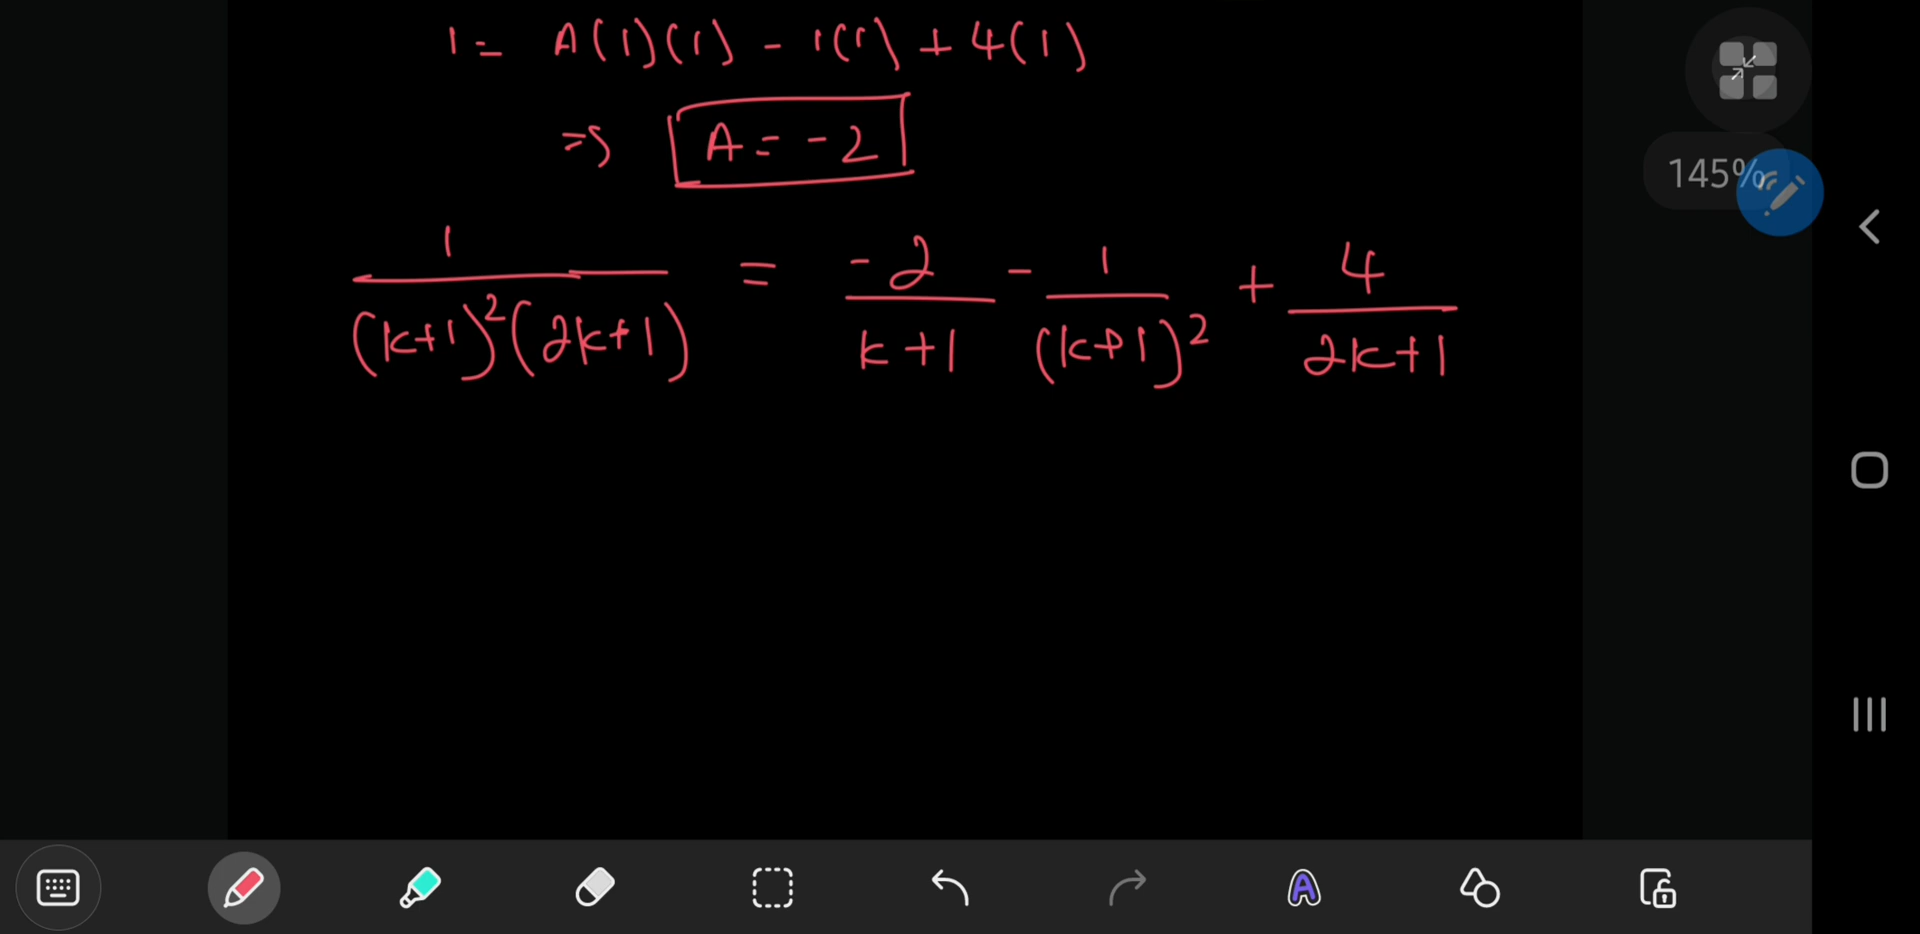 1 = A(1)(1) - 1(1) + 4(1)
=> A = -2
145%
1/((k+1)²(2k+1)) = -2/(k+1) - 1/(k+1)² + 4/(2k+1)
A